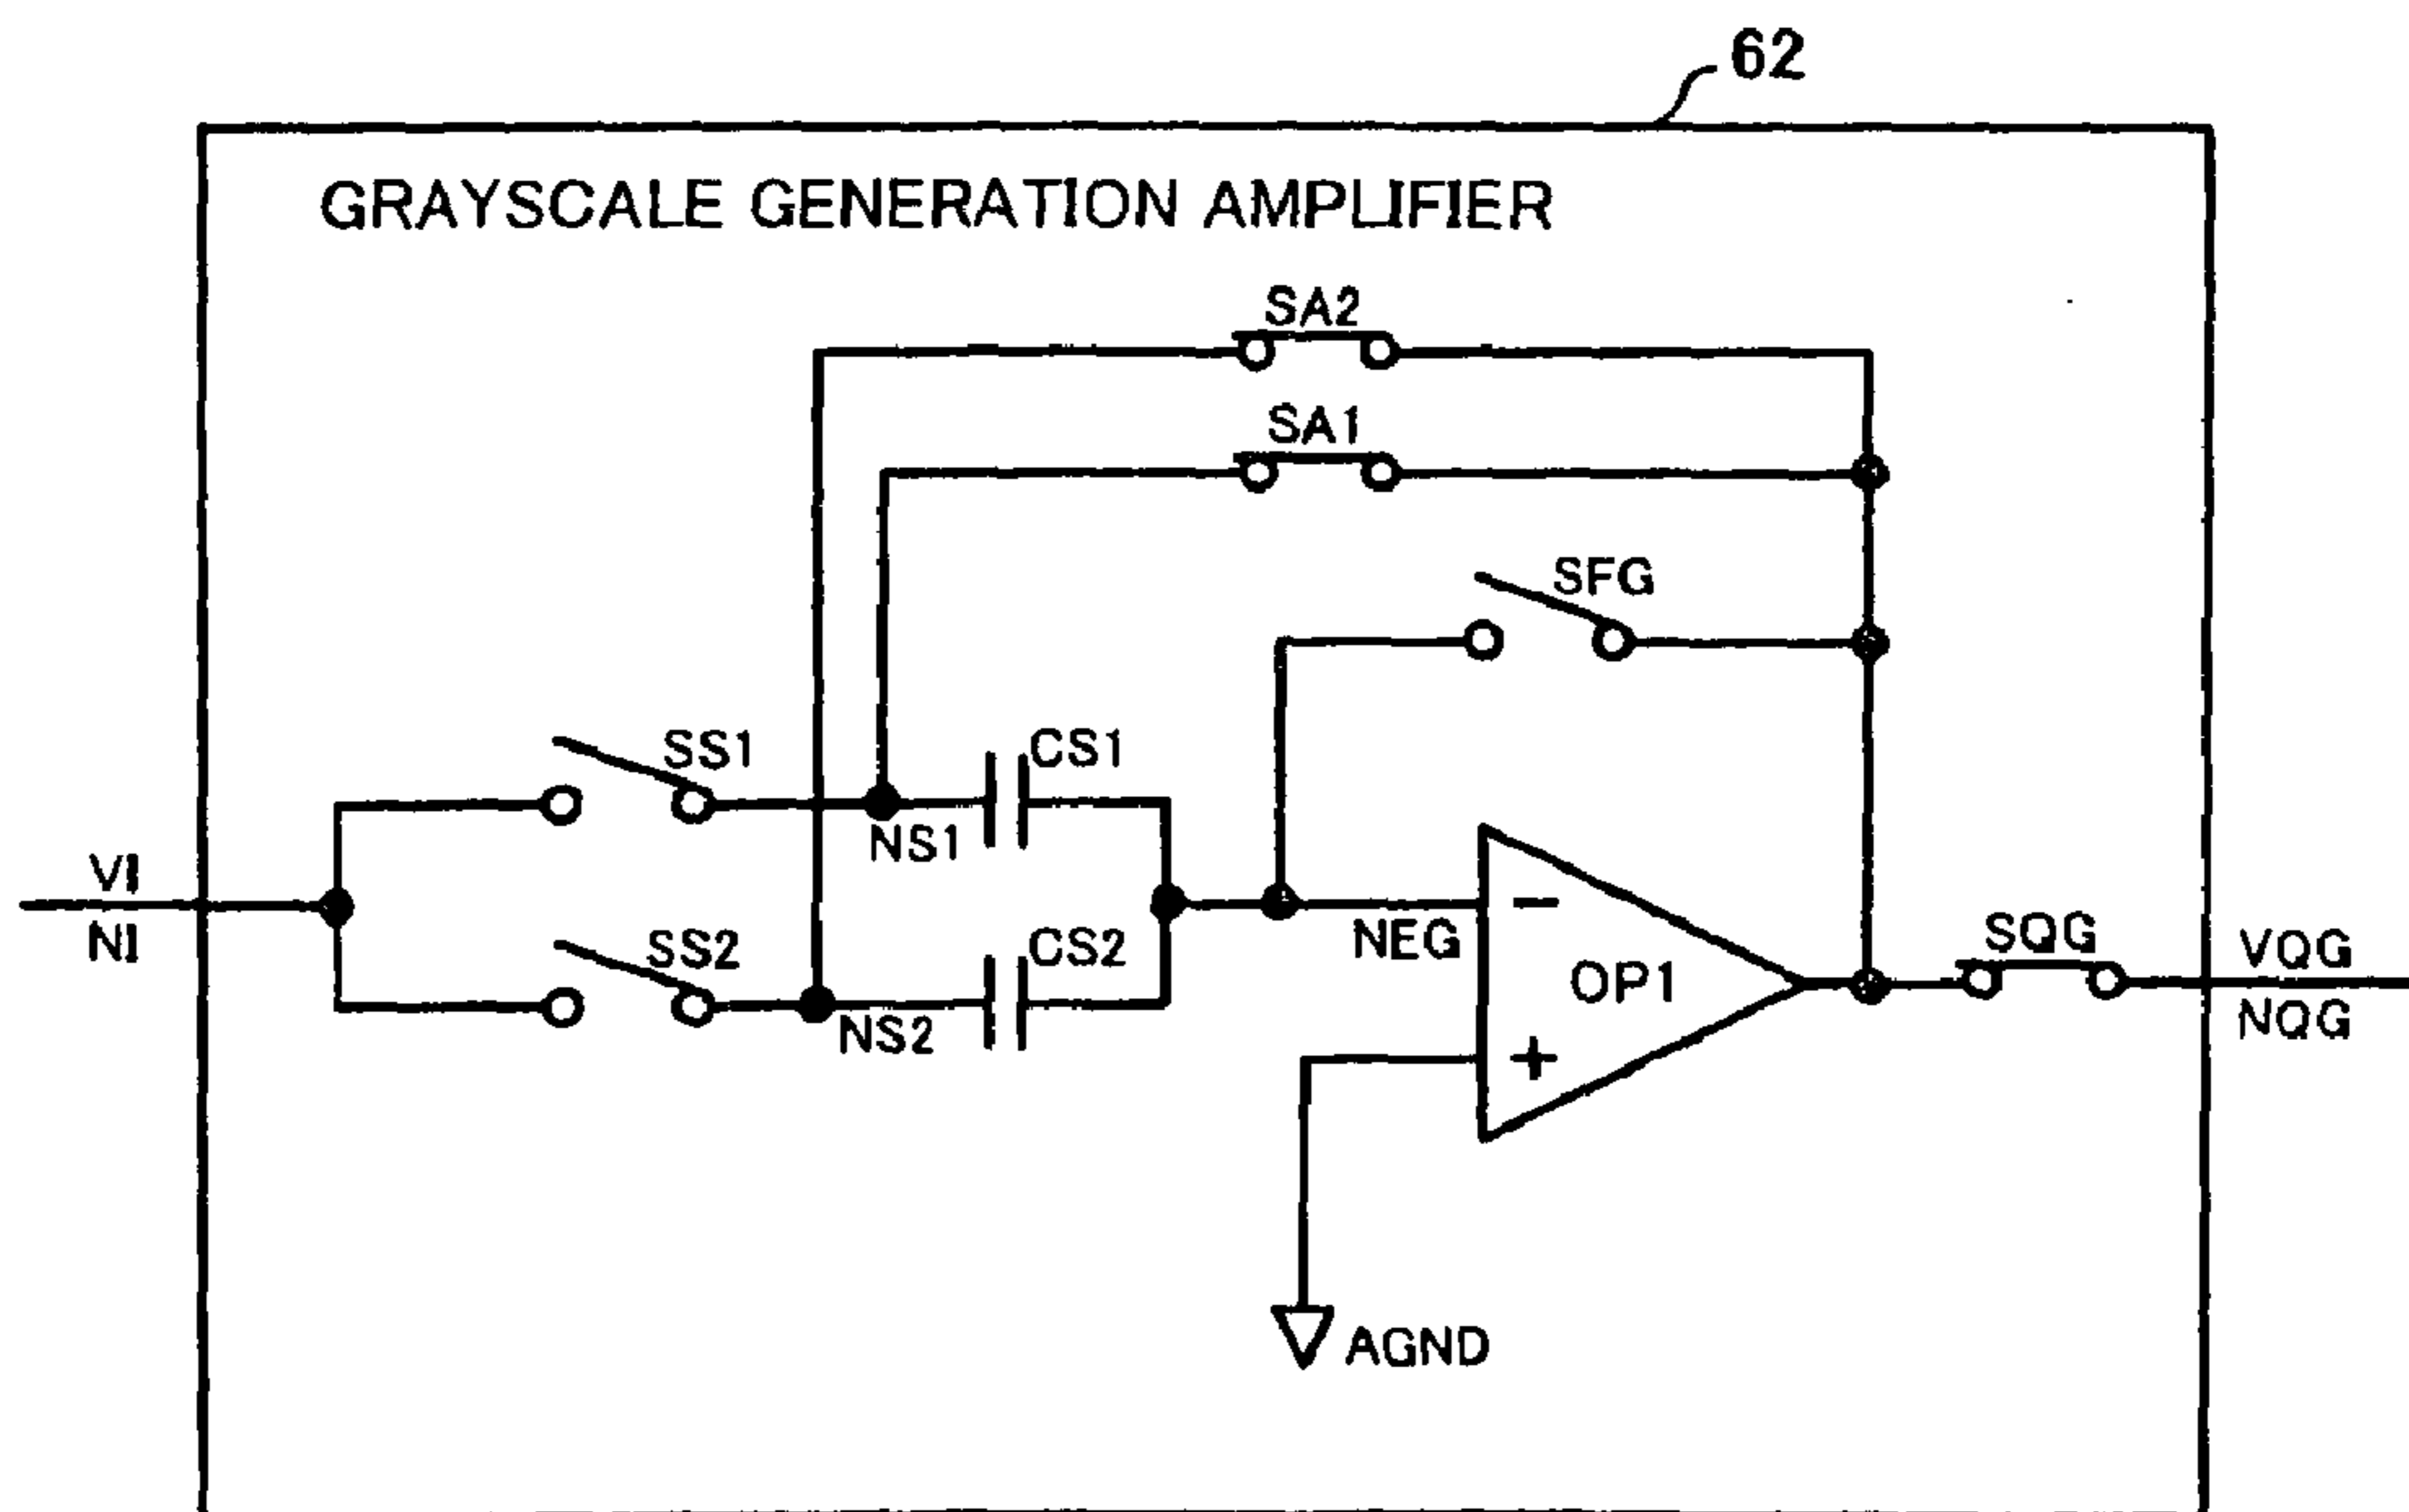 62
GRAYSCALE GENERATION AMPLIFIER
SA2
SA1
SFG
SS1
CS1
NS1
VI
NI
SS2
CS2
NS2
NEG
−
OP1
+
SQG
VQG
NQG
AGND